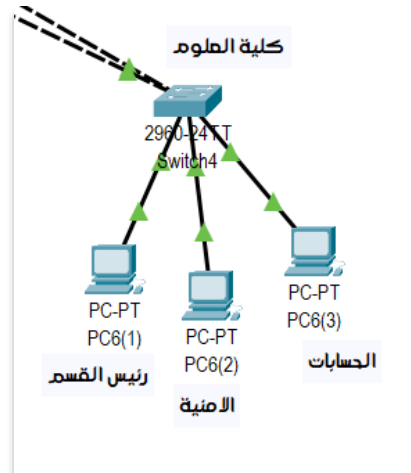 كلية العلوم
2960-24TT
Switch4
PC-PT
PC6(1)
رئيس القسم
PC-PT
PC6(2)
الامنية
PC-PT
PC6(3)
الحسابات